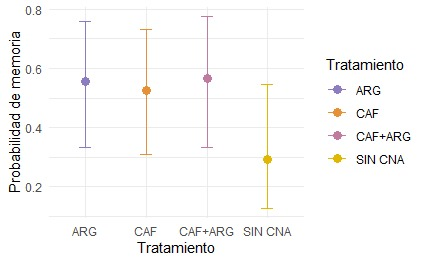 0.8
0.6
0.4
0.2
Probabilidad de memoria
ARG CAF CAF+ARG SIN CNA
Tratamiento
Tratamiento
ARG
CAF
CAF+ARG
SIN CNA